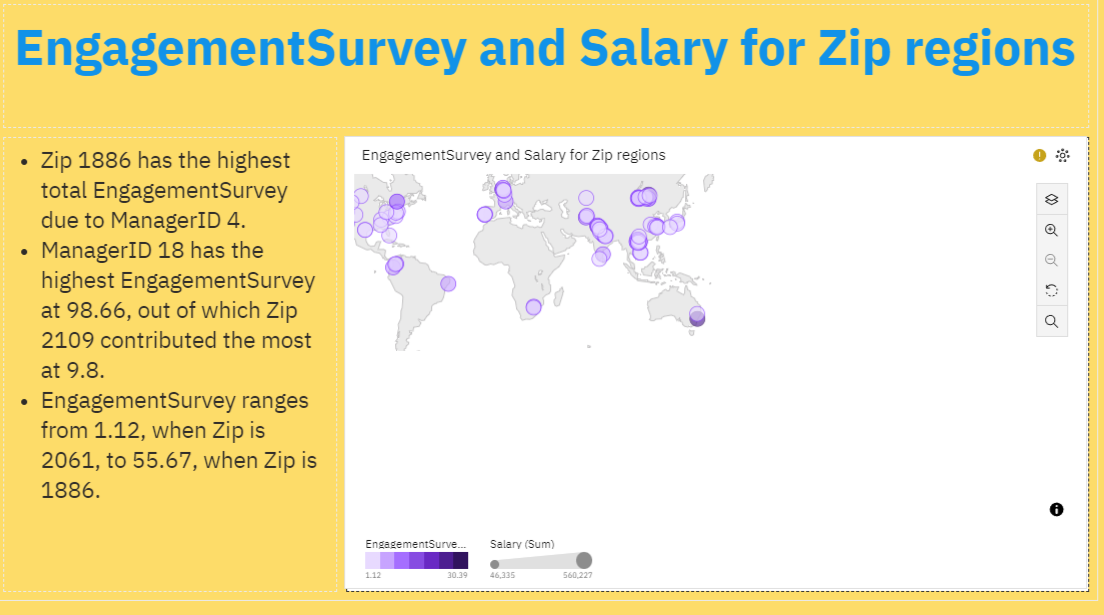 EngagementSurvey and Salary for Zip regions
• Zip 1886 has the highest
total EngagementSurvey
due to ManagerID 4.
• ManagerID 18 has the
highest EngagementSurvey
at 98.66, out of which Zip
2109 contributed the most
at 9.8.
• EngagementSurvey ranges
from 1.12, when Zip is
2061, to 55.67, when Zip is
1886.
EngagementSurvey and Salary for Zip regions
EngagementSurve...
1.12 30.39
Salary (Sum)
46,335 560,227